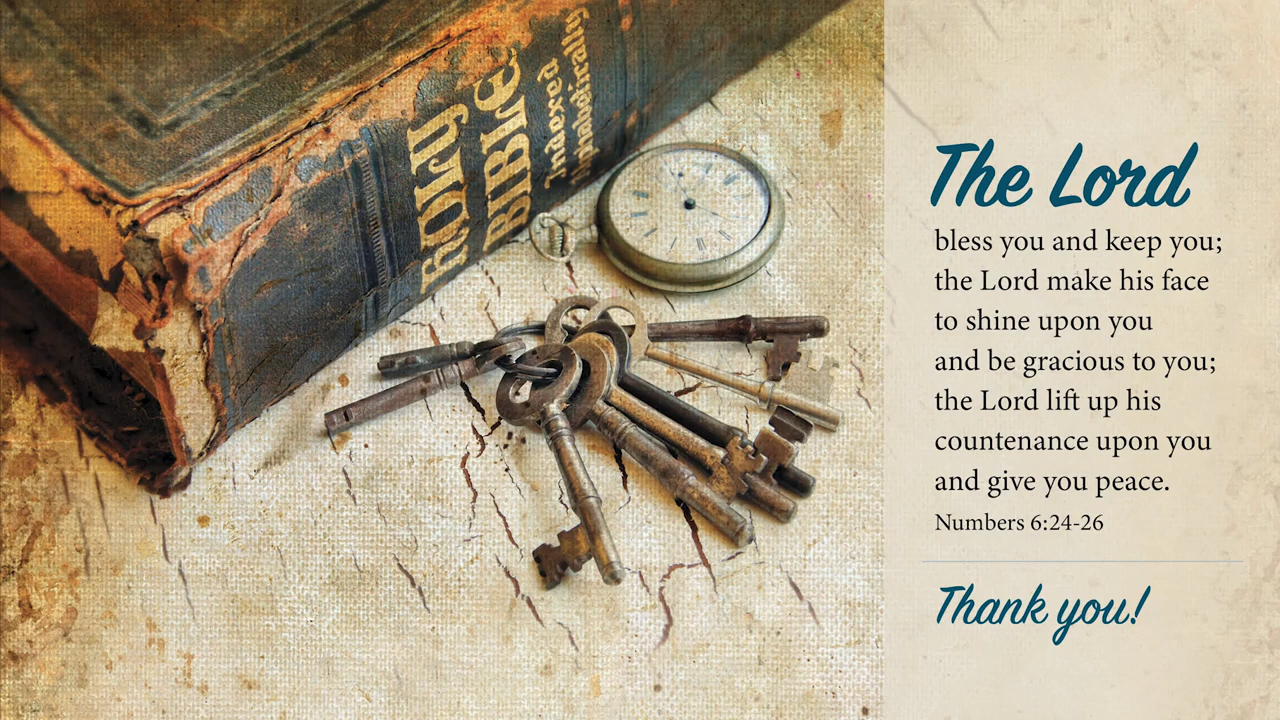 HOLY
BIBLE
Indexed
Alphabetically
The Lord
bless you and keep you;
the Lord make his face
to shine upon you
and be gracious to you;
the Lord lift up his
countenance upon you
and give you peace.
Numbers 6:24-26
Thank you!